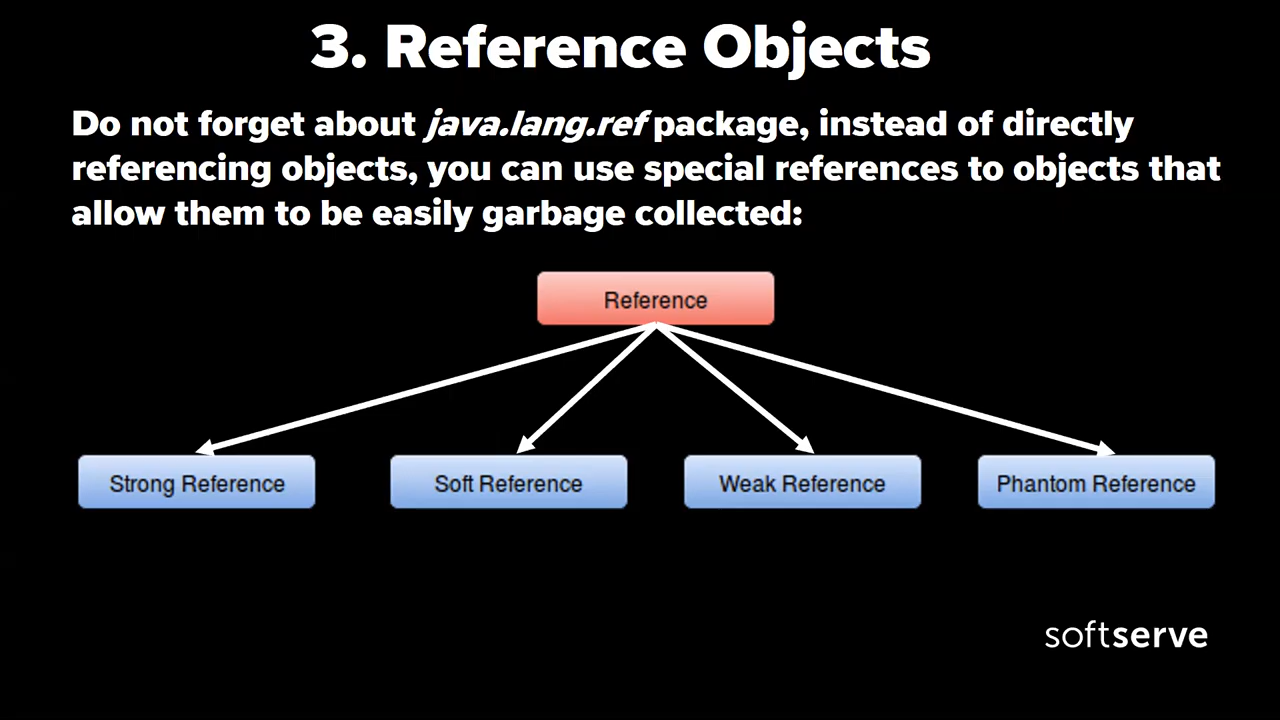 3. Reference Objects
Do not forget about java.lang.ref package, instead of directly
referencing objects, you can use special references to objects that
allow them to be easily garbage collected:
Reference
Strong Reference
Soft Reference
Weak Reference
Phantom Reference
softserve